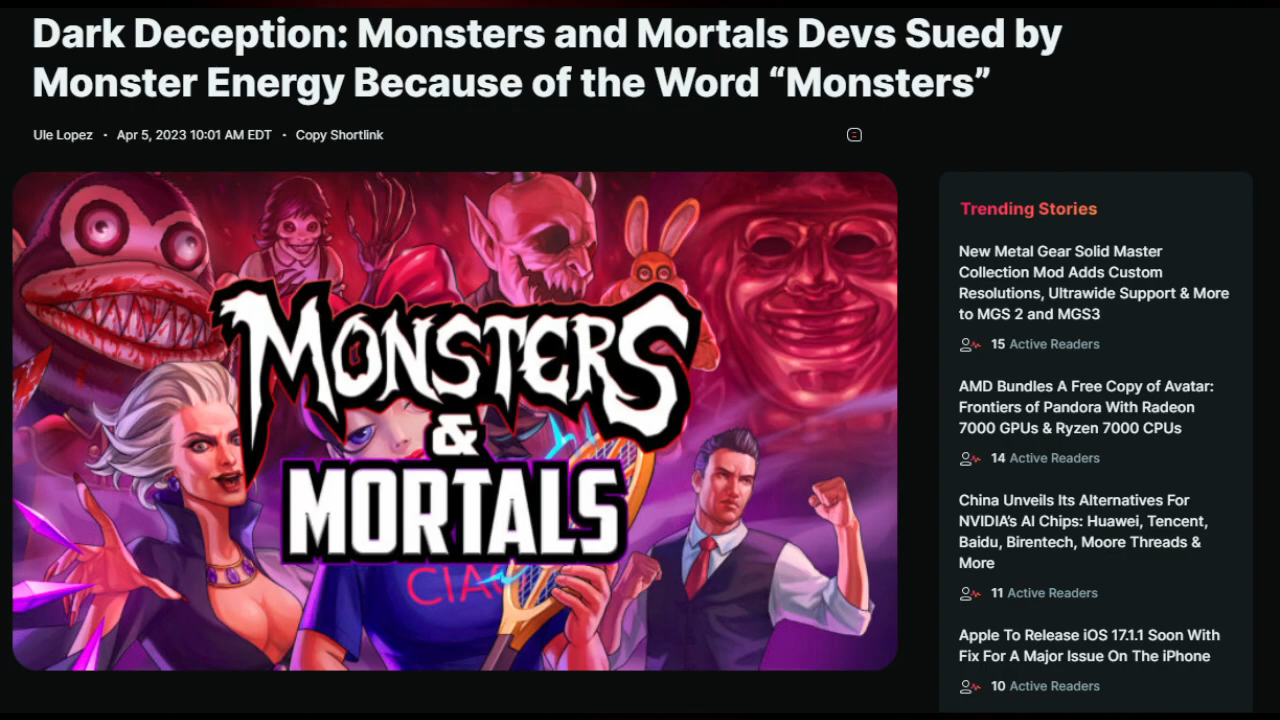 Dark Deception: Monsters and Mortals Devs Sued by
Monster Energy Because of the Word “Monsters”
Ule Lopez • Apr 5, 2023 10:01 AM EDT • Copy Shortlink
MONSTERS
&
MORTALS
CIAO
Trending Stories
New Metal Gear Solid Master
Collection Mod Adds Custom
Resolutions, Ultrawide Support & More
to MGS 2 and MGS3
15 Active Readers
AMD Bundles A Free Copy of Avatar:
Frontiers of Pandora With Radeon
7000 GPUs & Ryzen 7000 CPUs
14 Active Readers
China Unveils Its Alternatives For
NVIDIA’s AI Chips: Huawei, Tencent,
Baidu, Birentech, Moore Threads &
More
11 Active Readers
Apple To Release iOS 17.1.1 Soon With
Fix For A Major Issue On The iPhone
10 Active Readers